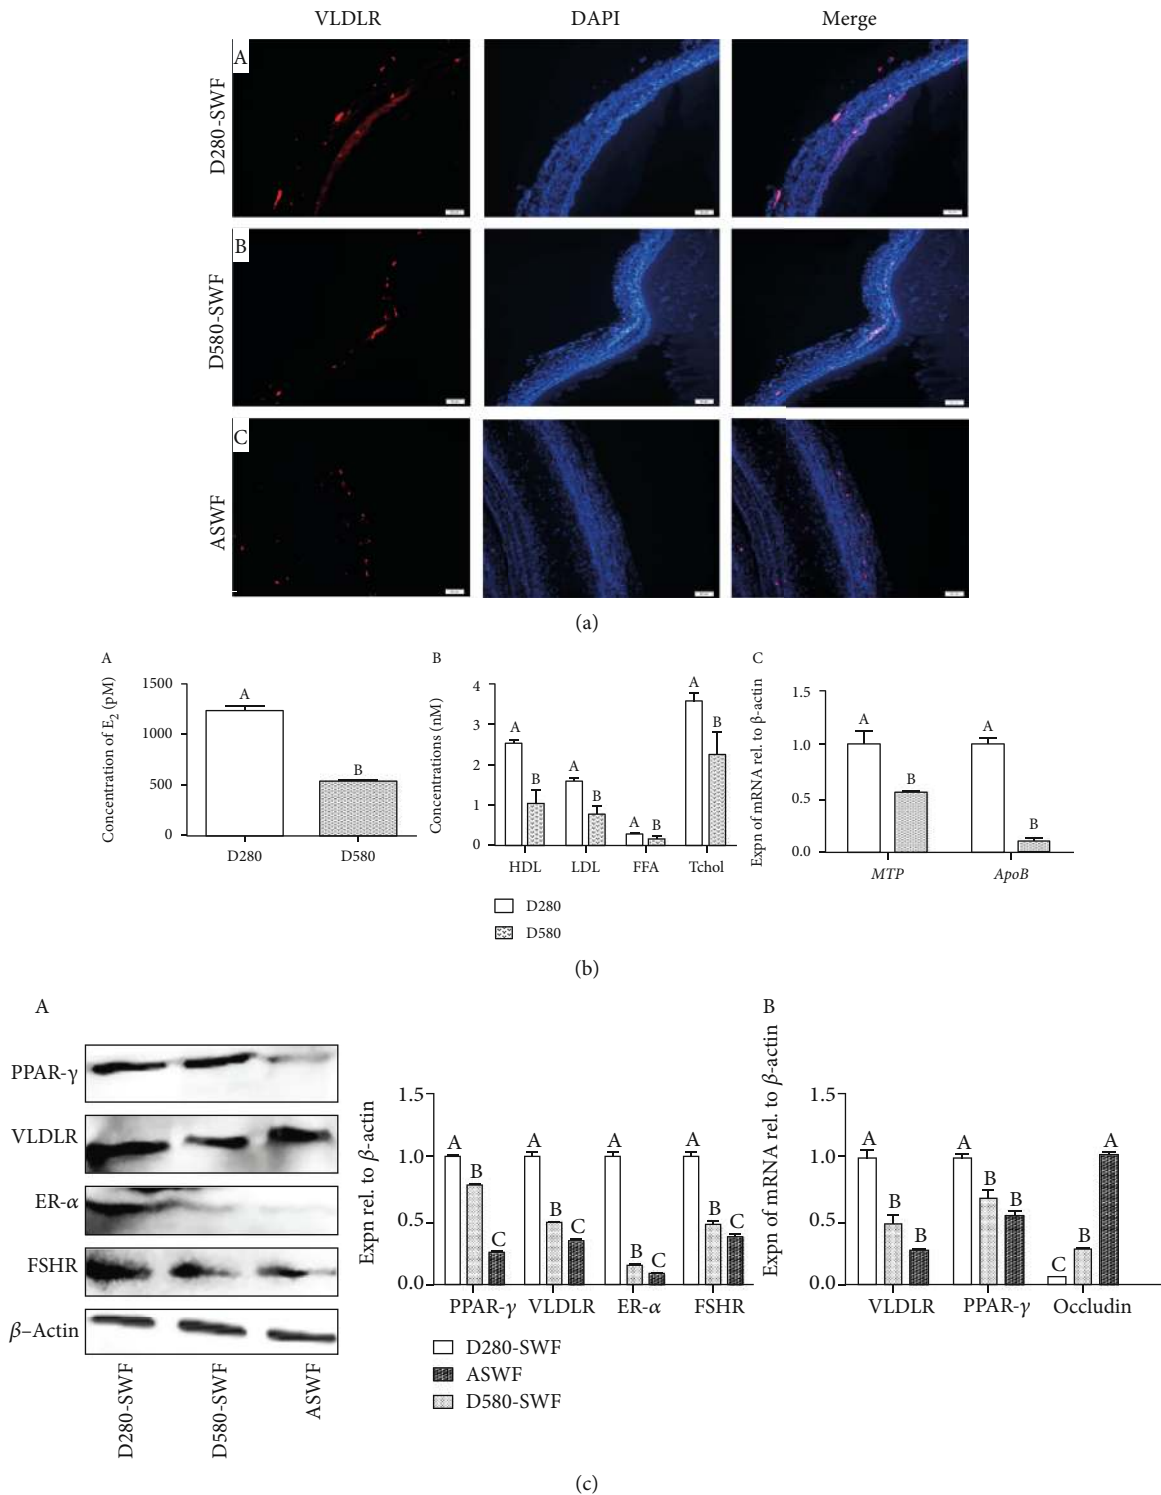 VLDLR DAPI Merge
A
D280-SWF
B
D580-SWF
C
ASWF
(a)
A
Concentration of E2 (pM)
1500
1000
500
0
A
B
D280 D580
B
Concentrations (nM)
4
3
2
1
0
A
B
A
B
A
B
A
B
HDL LDL FFA Tchol
D280
D580
C
Expn of mRNA rel. to β-actin
1.5
1.0
0.5
0.0
A
B
A
B
MTP ApoB
(b)
A
PPAR-γ
VLDLR
ER-α
FSHR
β–Actin
D280-SWF
D580-SWF
ASWF
Expn rel. to β-actin
1.5
1.0
0.5
0.0
A
B
C
A
B
C
A
B
C
A
B
C
PPAR-γ VLDLR ER-α FSHR
D280-SWF
ASWF
D580-SWF
B
Expn of mRNA rel. to β-actin
1.5
1.0
0.5
0.0
A
B
B
A
B
B
C
B
A
VLDLR PPAR-γ Occludin
(c)